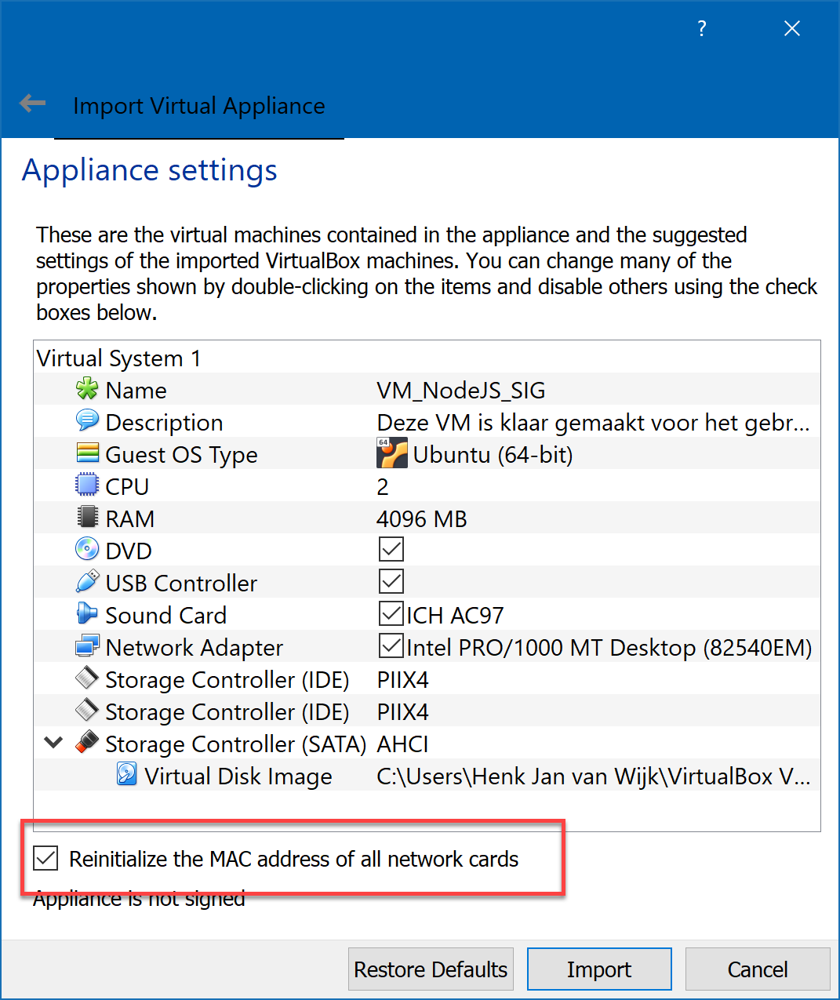 ?
Import Virtual Appliance
Appliance settings
These are the virtual machines contained in the appliance and the suggested
settings of the imported VirtualBox machines. You can change many of the
properties shown by double-clicking on the items and disable others using the check
boxes below.
Virtual System 1
Name VM_NodeJS_SIG
Description Deze VM is klaar gemaakt voor het gebr...
Guest OS Type 64 Ubuntu (64-bit)
CPU 2
RAM 4096 MB
DVD
USB Controller
Sound Card ICH AC97
Network Adapter Intel PRO/1000 MT Desktop (82540EM)
Storage Controller (IDE) PIIX4
Storage Controller (IDE) PIIX4
Storage Controller (SATA) AHCI
Virtual Disk Image C:\Users\Henk Jan van Wijk\VirtualBox V...
Reinitialize the MAC address of all network cards
Appliance is not signed
Restore Defaults Import Cancel